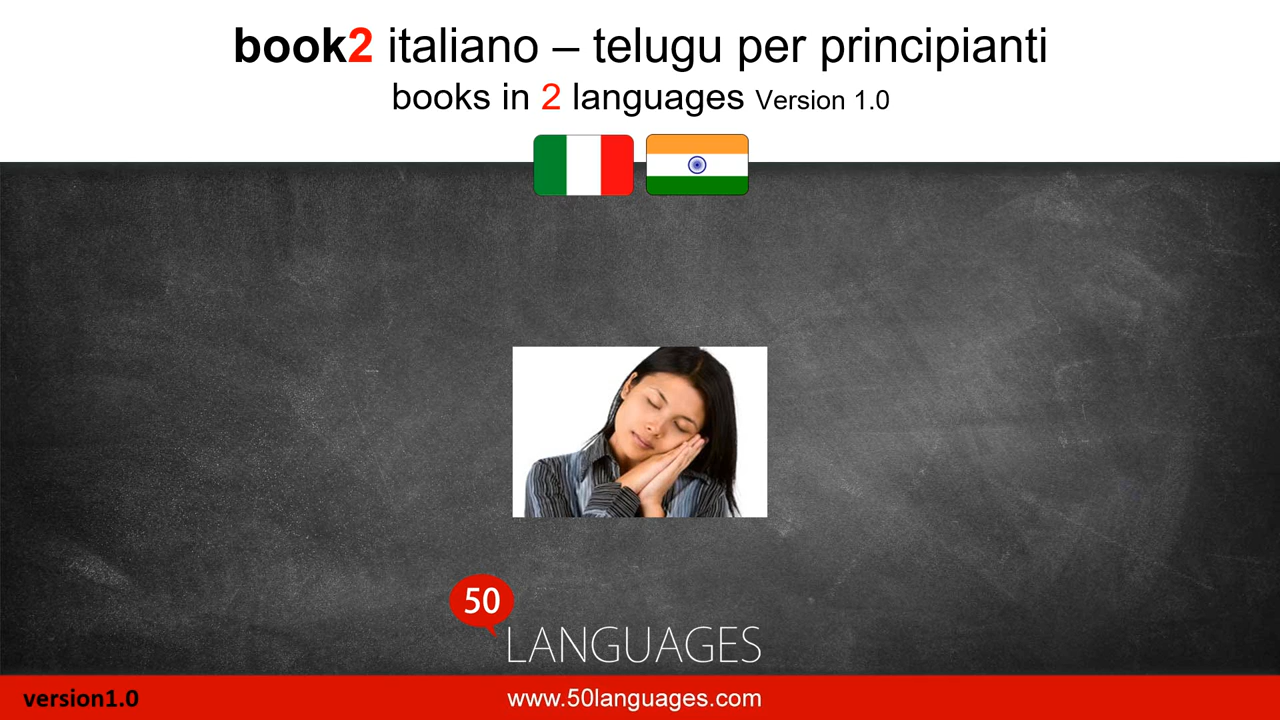 book2 italiano – telugu per principianti
books in 2 languages Version 1.0
50
LANGUAGES
version1.0
www.50languages.com